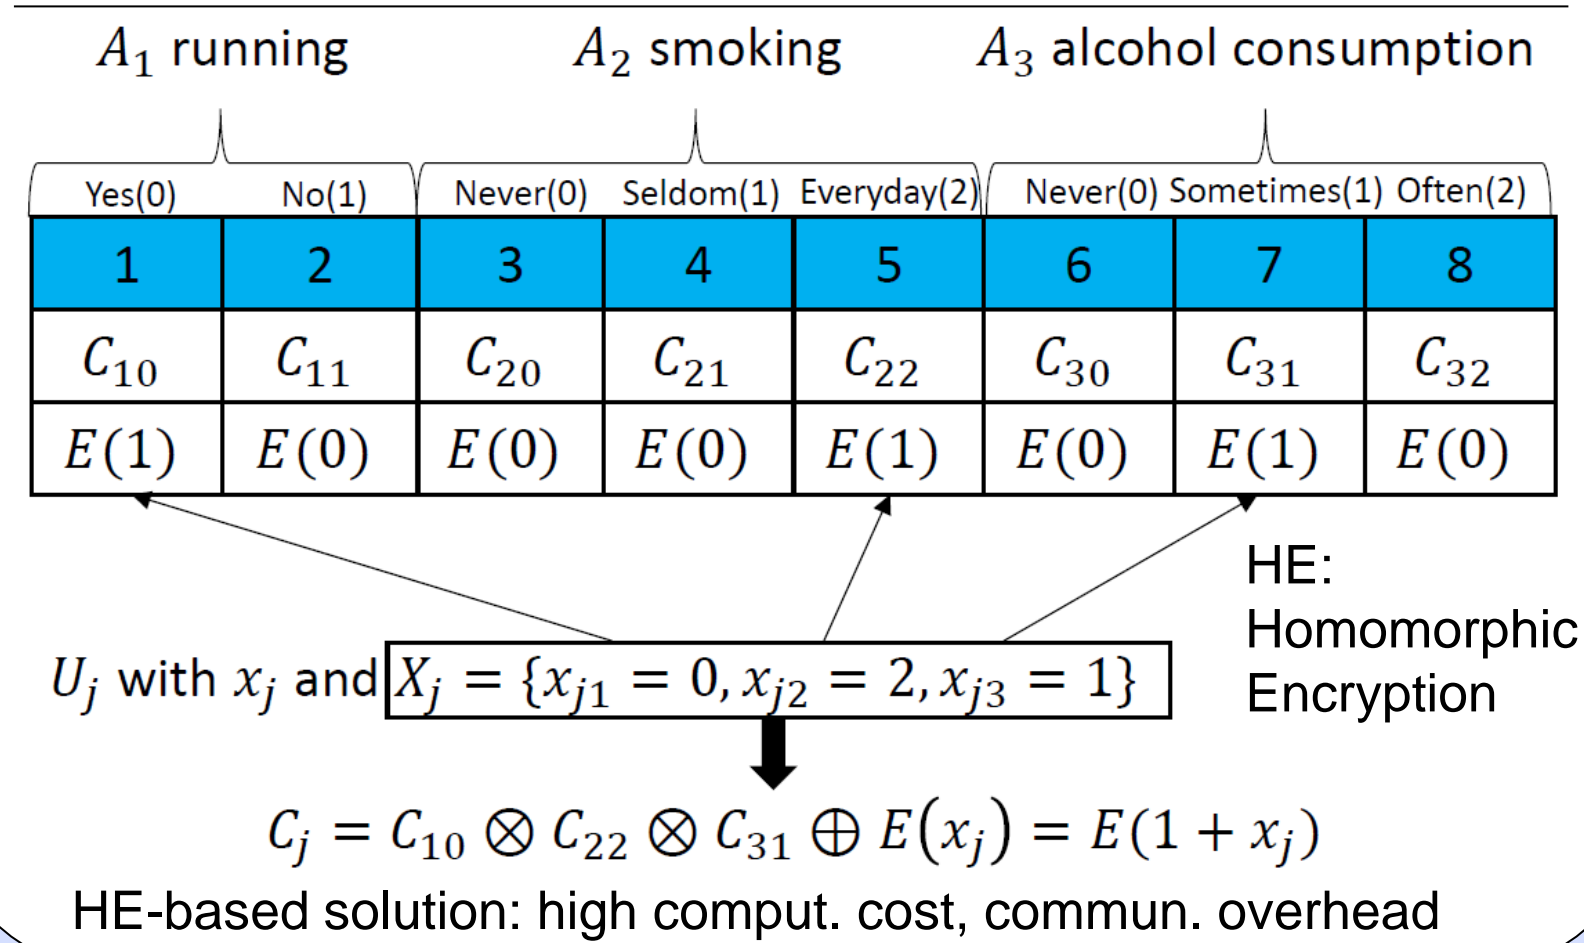 A₁ running A₂ smoking A₃ alcohol consumption
Yes(0) No(1) Never(0) Seldom(1) Everyday(2) Never(0) Sometimes(1) Often(2)
1 2 3 4 5 6 7 8
C₁₀ C₁₁ C₂₀ C₂₁ C₂₂ C₃₀ C₃₁ C₃₂
E(1) E(0) E(0) E(0) E(1) E(0) E(1) E(0)
HE:
Homomorphic
Encryption
Uⱼ with xⱼ and Xⱼ = {xⱼ₁ = 0, xⱼ₂ = 2, xⱼ₃ = 1}
Cⱼ = C₁₀ ⊗ C₂₂ ⊗ C₃₁ ⊕ E(xⱼ) = E(1 + xⱼ)
HE-based solution: high comput. cost, commun. overhead